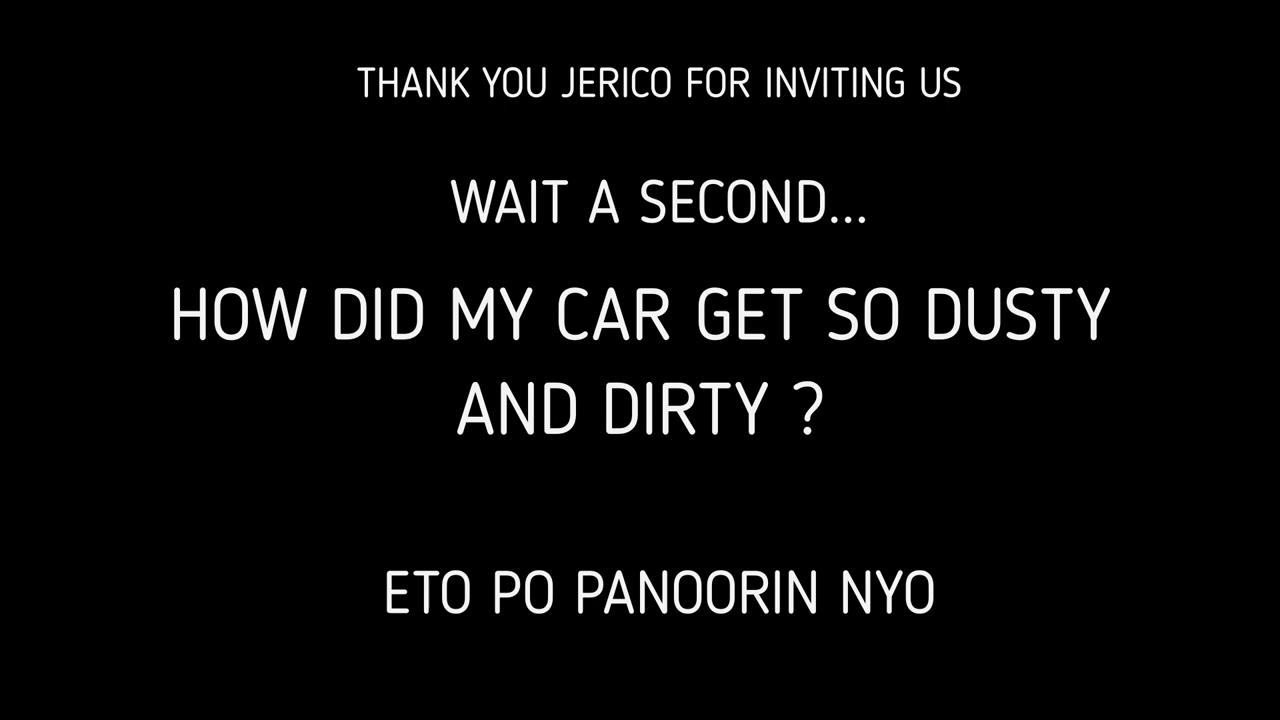 THANK YOU JERICO FOR INVITING US
WAIT A SECOND...
HOW DID MY CAR GET SO DUSTY
AND DIRTY ?
ETO PO PANOORIN NYO